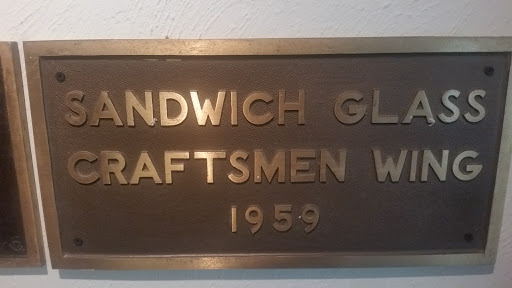 SANDWICH GLASS
CRAFTSMEN WING
1959